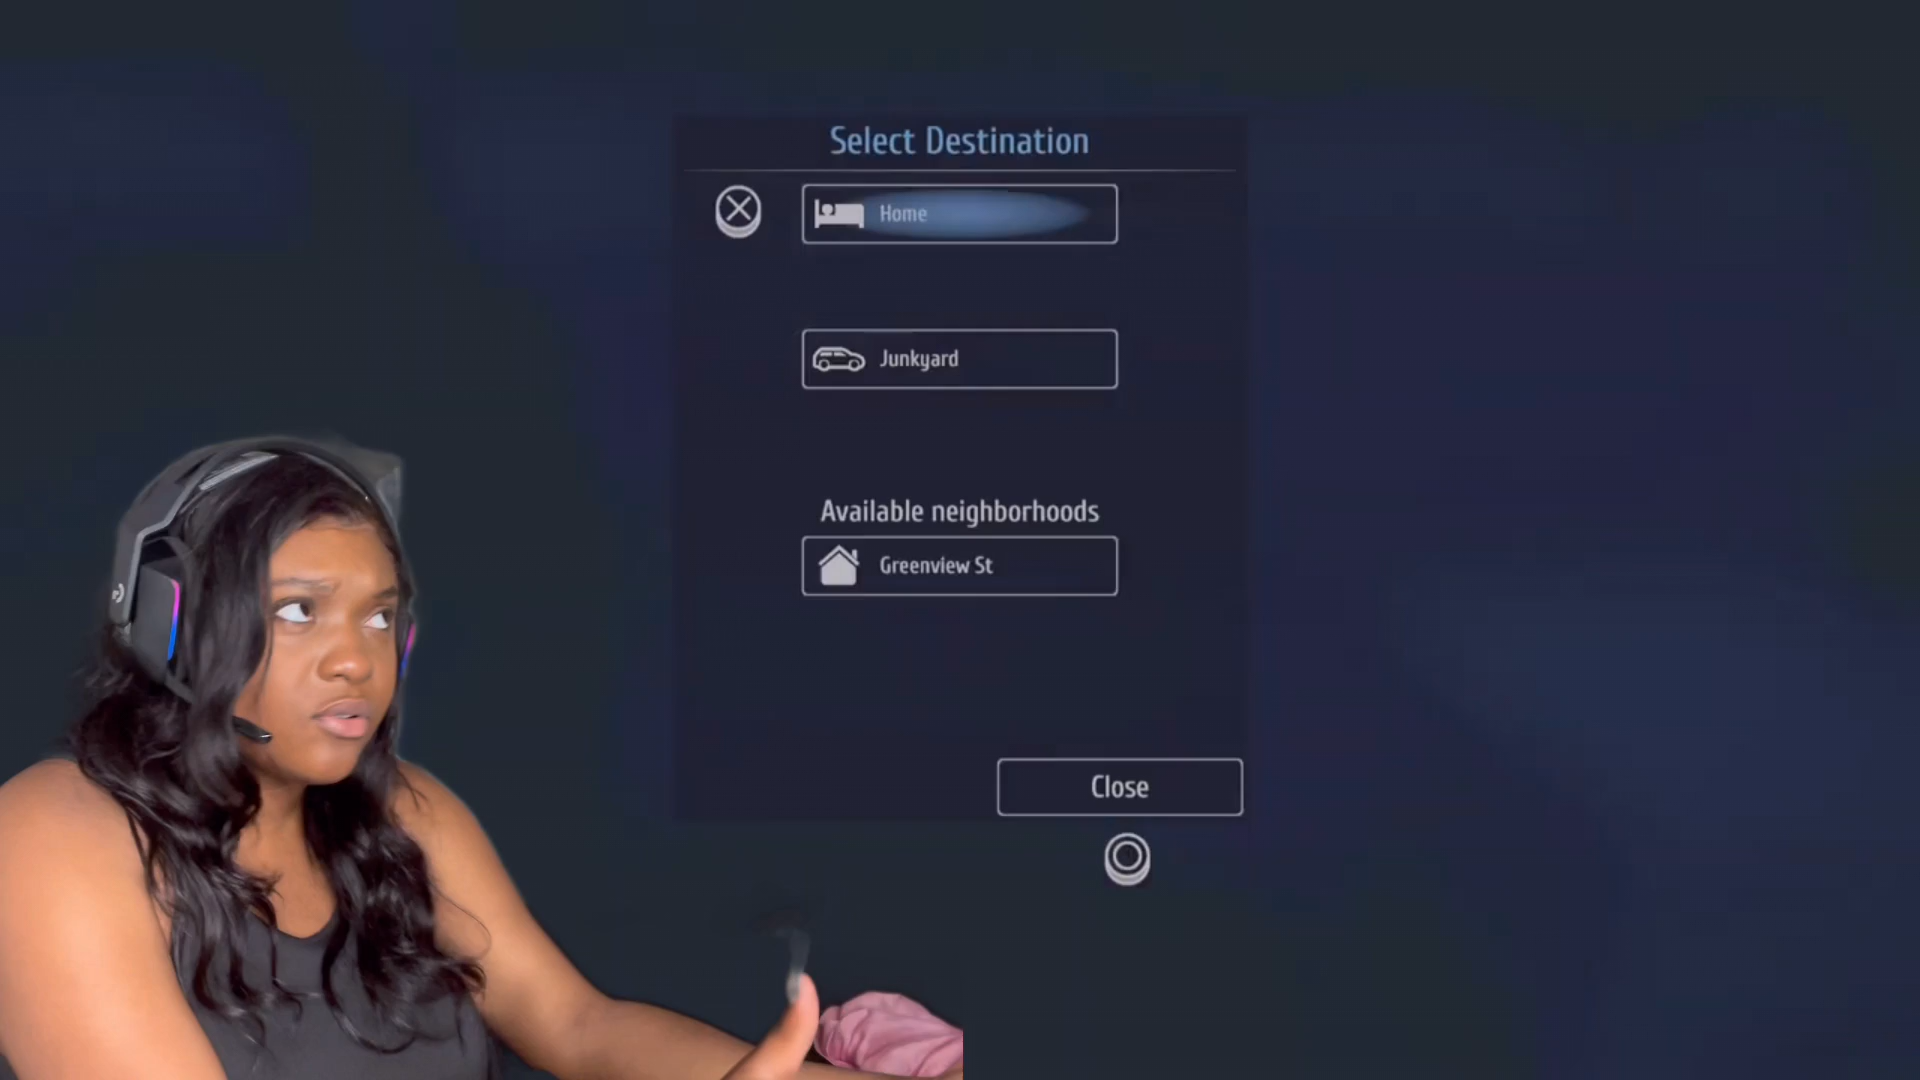 Select Destination
Home
Junkyard
Available neighborhoods
Greenview St
Close